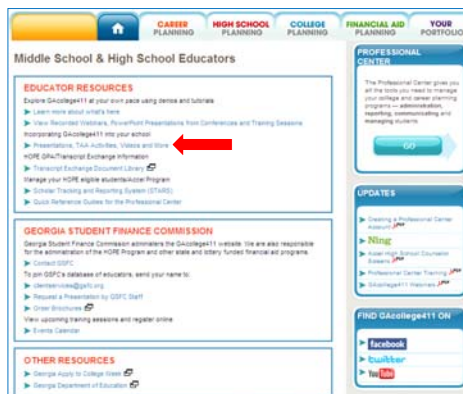 CAREER PLANNING
HIGH SCHOOL PLANNING
COLLEGE PLANNING
FINANCIAL AID PLANNING
YOUR PORTFOLIO
Middle School & High School Educators
EDUCATOR RESOURCES
Explore GAcollege411 at your own pace using demos and tutorials
Learn more about what's here
View Recorded Webinars, PowerPoint Presentations from Conferences and Training Sessions
Incorporating GAcollege411 into your school
Presentations, TAA Activities, Videos and More
HOPE GPA/Transcript Exchange Information
Transcript Exchange Document Library
Manage your HOPE eligible students/Accel Program
Scholar Tracking and Reporting System (STARS)
Quick Reference Guides for the Professional Center
GEORGIA STUDENT FINANCE COMMISSION
Georgia Student Finance Commission administers the GAcollege411 website. We are also responsible
for the administration of the HOPE Program and other state and lottery funded financial aid programs.
Contact GSFC
To join GSFC's database of educators, send your name to:
clientservices@gsfc.org
Request a Presentation by GSFC Staff
Order Brochures
View upcoming training sessions and register online
Events Calendar
OTHER RESOURCES
Georgia Apply to College Week
Georgia Department of Education
PROFESSIONAL
CENTER
The Professional Center gives you
all the tools you need to manage
your college and career planning
programs — administration,
reporting, communicating and
managing students
GO
UPDATES
Creating a Professional Center
Account
Ning
High School Counselor
Professional Center Training
GAcollege411 Webinars
FIND GAcollege411 ON
facebook
twitter
You Tube